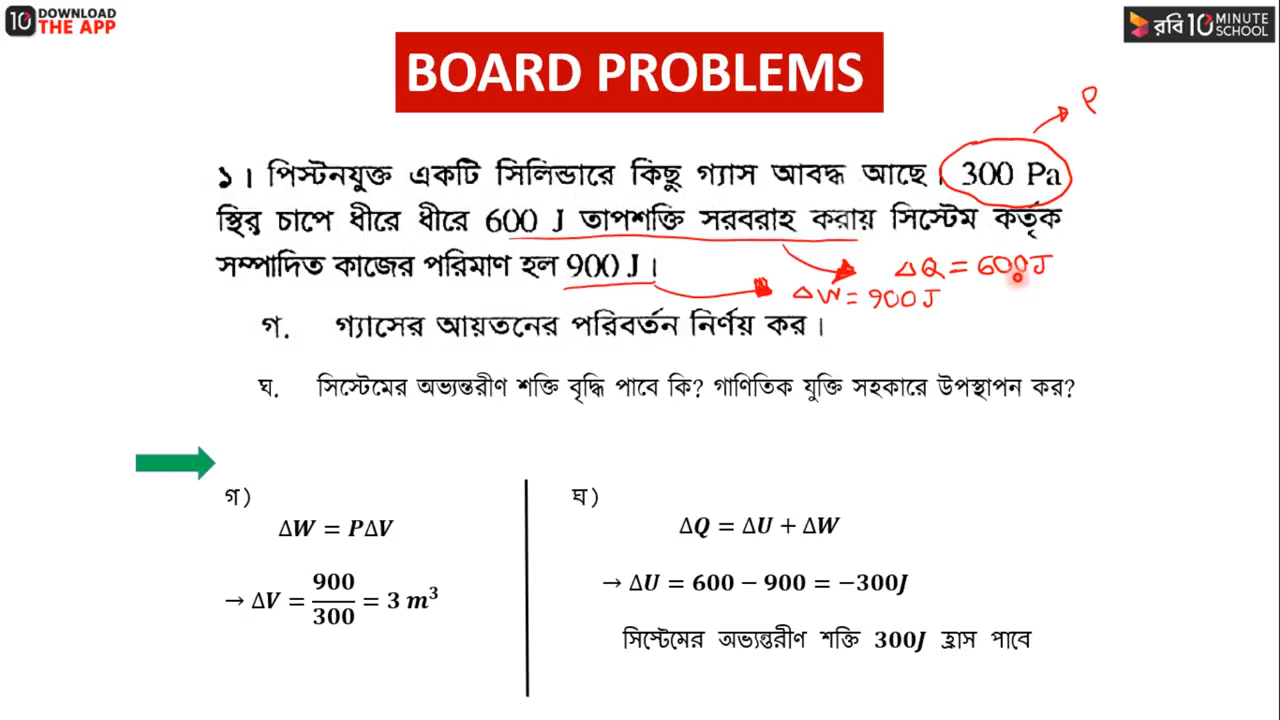 10 DOWNLOAD
THE APP
রবি 10 MINUTE
SCHOOL
BOARD PROBLEMS
P
১। পিস্টনযুক্ত একটি সিলিন্ডারে কিছু গ্যাস আবদ্ধ আছে। 300 Pa
স্থির চাপে ধীরে ধীরে 600 J তাপশক্তি সরবরাহ করায় সিস্টেম কর্তৃক
সম্পাদিত কাজের পরিমাণ হল 900 J।
ΔQ = 600J
ΔW = 900J
গ. গ্যাসের আয়তনের পরিবর্তন নির্ণয় কর।
ঘ. সিস্টেমের অভ্যন্তরীণ শক্তি বৃদ্ধি পাবে কি? গাণিতিক যুক্তি সহকারে উপস্থাপন কর?
গ)
ΔW = PΔV
→ ΔV = 900/300 = 3 m³
ঘ)
ΔQ = ΔU + ΔW
→ ΔU = 600 − 900 = −300J
সিস্টেমের অভ্যন্তরীণ শক্তি 300J হ্রাস পাবে